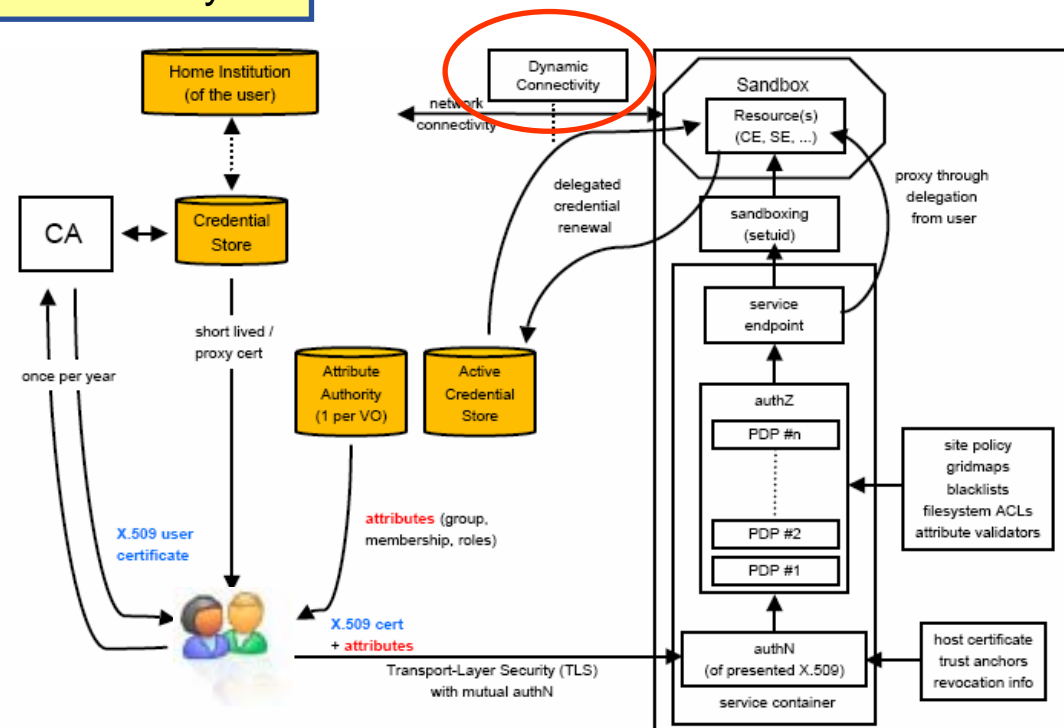 Home Institution
(of the user)
Dynamic
Connectivity
network
connectivity
Sandbox
Resource(s)
(CE, SE, ...)
proxy through
delegation
from user
delegated
credential
renewal
sandboxing
(setuid)
CA
Credential
Store
service
endpoint
short lived /
proxy cert
once per year
Attribute
Authority
(1 per VO)
Active
Credential
Store
authZ
PDP #n
PDP #2
PDP #1
site policy
gridmaps
blacklists
filesystem ACLs
attribute validators
attributes (group,
membership, roles)
X.509 user
certificate
X.509 cert
+ attributes
Transport-Layer Security (TLS)
with mutual authN
authN
(of presented X.509)
service container
host certificate
trust anchors
revocation info